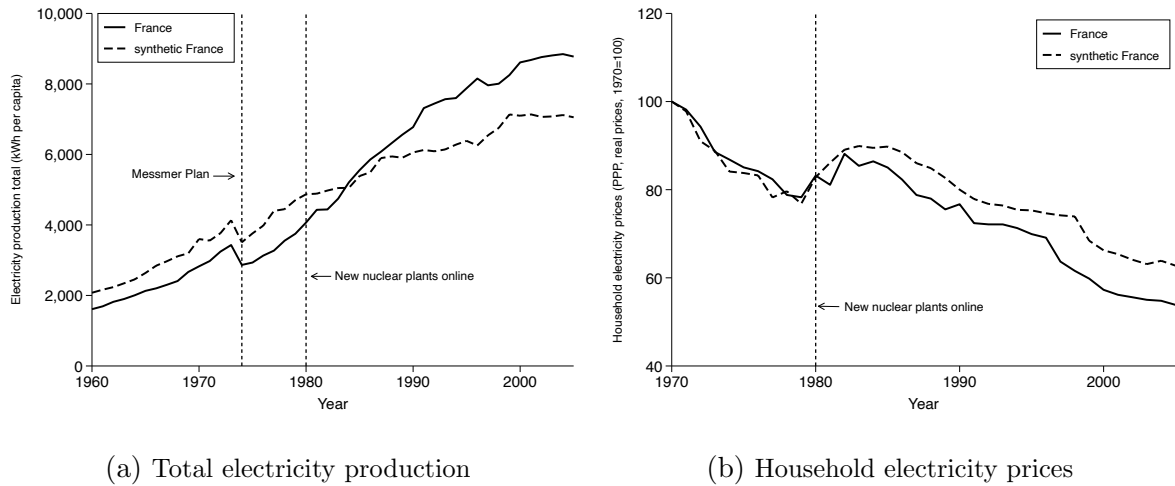 10,000
8,000
6,000
4,000
2,000
0
Electricity production total (kWh per capita)
France
synthetic France
Messmer Plan
New nuclear plants online
1960
1970
1980
1990
2000
Year
(a) Total electricity production
120
100
80
60
40
Household electricity prices (PPP, real prices, 1970=100)
France
synthetic France
New nuclear plants online
1970
1980
1990
2000
Year
(b) Household electricity prices